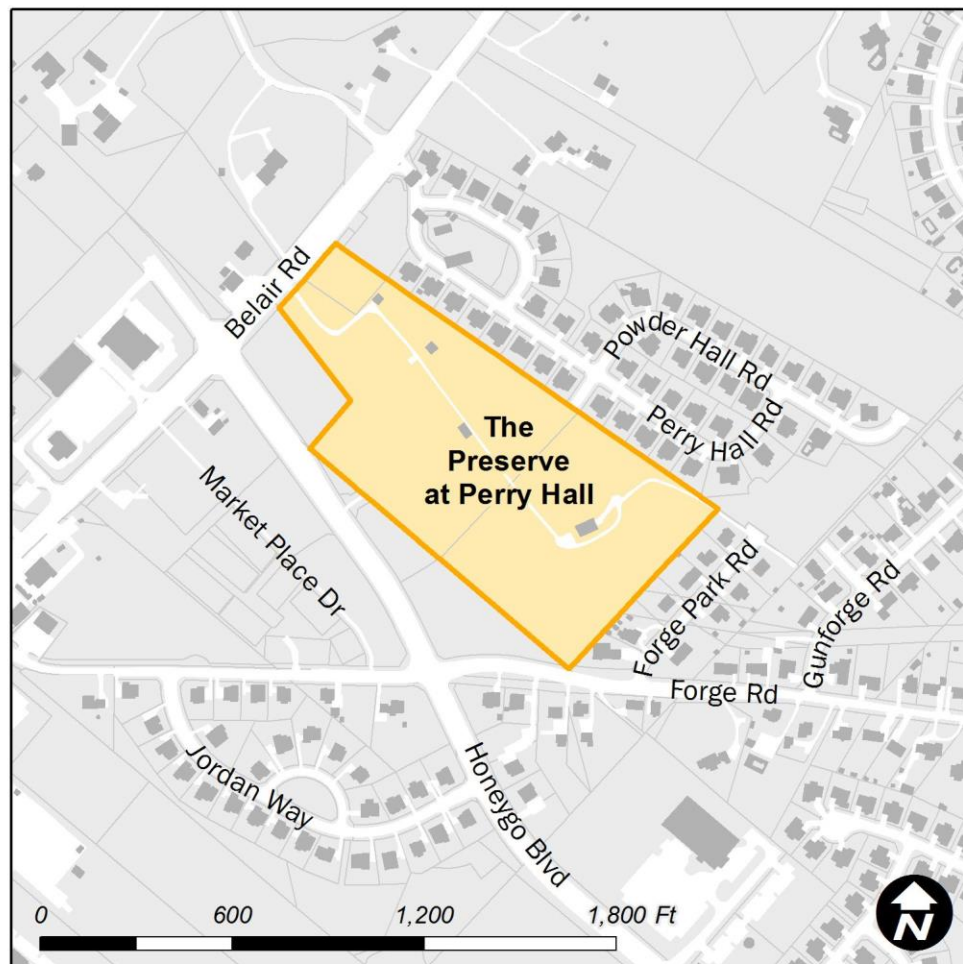 Belair Rd
Powder Hall Rd
Perry Hall Rd
The
Preserve
at Perry Hall
Market Place Dr
Forge Park Rd
Gunforge Rd
Forge Rd
Jordan Way
Honeygo Blvd
0 600 1,200 1,800 Ft
N